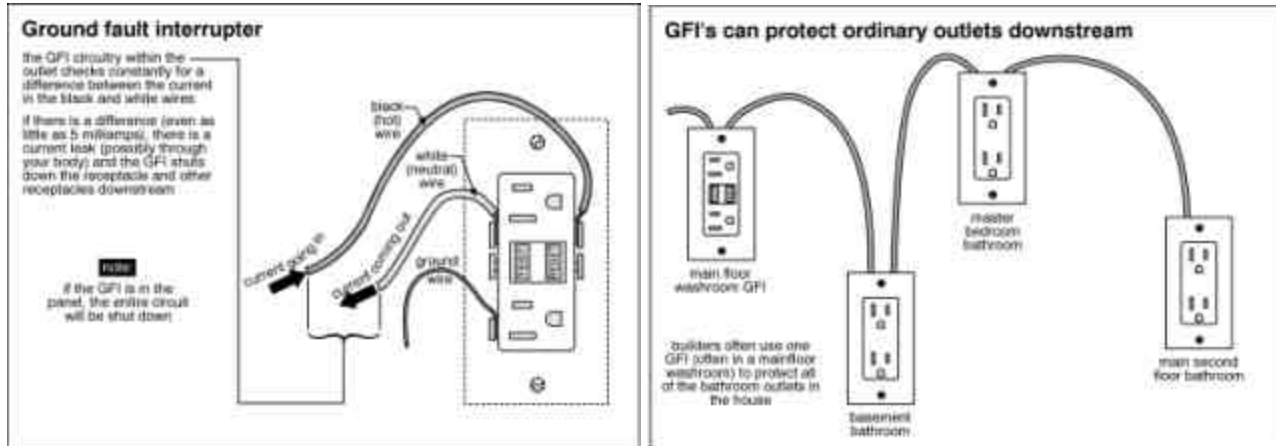 Ground fault interrupter
the GFI circuitry within the
outlet checks constantly for a
difference between the current
in the black and white wires
if there is a difference (even as
little as 5 milliamps), there is a
current leak (possibly through
your body) and the GFI shuts
down the receptacle and other
receptacles downstream
note:
if the GFI is in the
panel, the entire circuit
will be shut down
black
(hot)
wire
white
(neutral)
wire
current going in
current coming out
ground
wire
GFI's can protect ordinary outlets downstream
main floor
washroom GFI
master
bedroom
bathroom
main second
floor bathroom
basement
bathroom
builders often use one
GFI (often in a mainfloor
washroom) to protect all
of the bathroom outlets in
the house